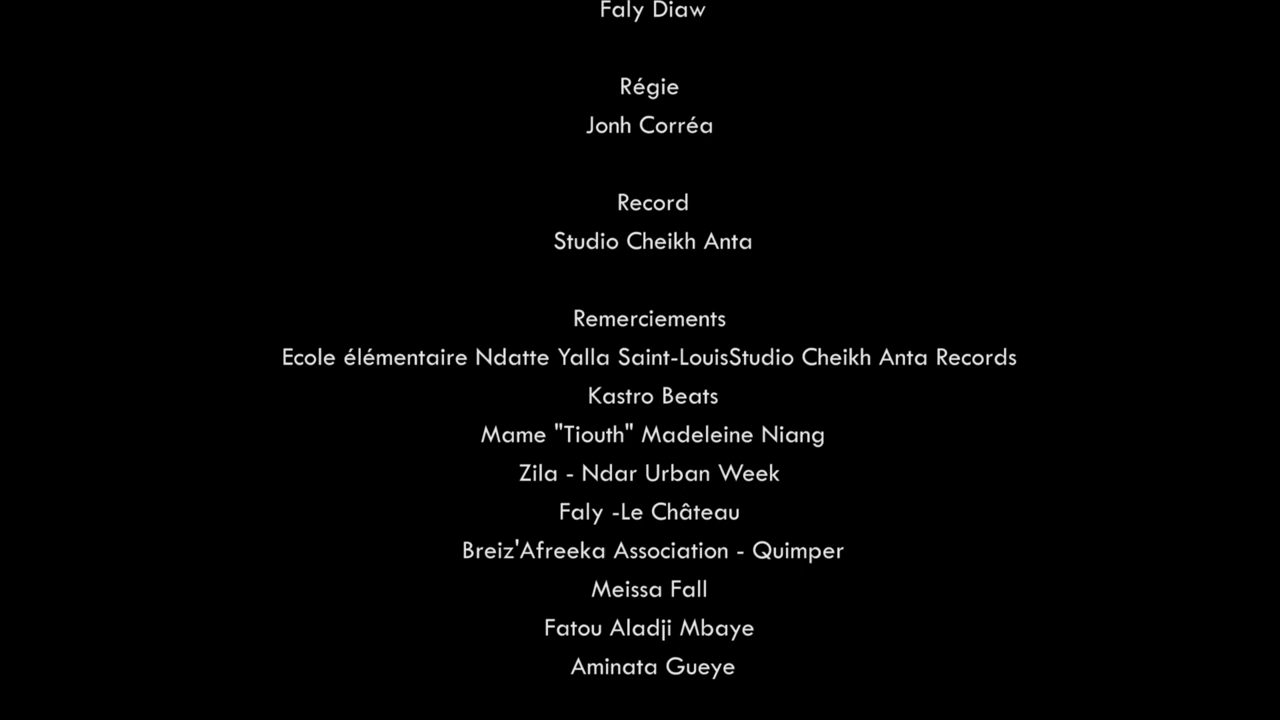 Faly Diaw
Régie
Jonh Corréa
Record
Studio Cheikh Anta
Remerciements
Ecole élémentaire Ndatte Yalla Saint-LouisStudio Cheikh Anta Records
Kastro Beats
Mame "Tiouth" Madeleine Niang
Zila - Ndar Urban Week
Faly -Le Château
Breiz'Afreeka Association - Quimper
Meissa Fall
Fatou Aladji Mbaye
Aminata Gueye